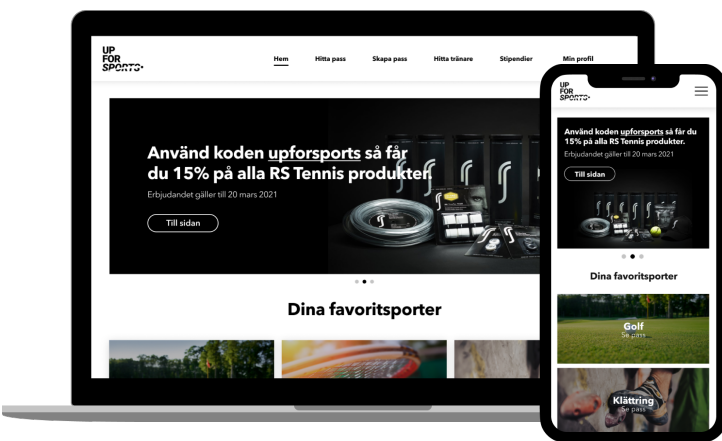 UP
FOR
SPORTS.
Hem
Hitta pass
Skapa pass
Hitta tränare
Stipendier
Min profil
Använd koden upforsports så får
du 15% på alla RS Tennis produkter.
Erbjudandet gäller till 20 mars 2021
Till sidan
Dina favoritsporter
UP
FOR
SPORTS.
Använd koden upforsports så får du
15% på alla RS Tennis produkter.
Erbjudandet gäller till 20 mars 2021
Till sidan
Dina favoritsporter
Golf
Se pass
Klättring
Se pass